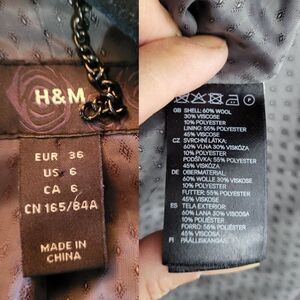 H&M
EUR 36
US 6
CA 6
CN 165/84A
MADE IN
CHINA
GB SHELL: 60% WOOL
30% VISCOSE
10% POLYESTER
LINING: 55% POLYESTER
45% VISCOSE
CZ SVRCHNÍ LÁTKA
60% VLNA 30% VISKÓZA
10% POLYESTER
PODŠÍVKA: 55% POLYESTER
45% VISKÓZA
DE OBERMATERIAL
60% WOLLE 30% VISKOSE
10% POLYESTER
FUTTER: 55% POLYESTER
45% VISKOSE
ES TELA EXTERIOR
60% LANA 30% VISCOSA
10% POLIÉSTER
FORRO: 55% POLIÉSTER
45% VISCOSA
FI PÄÄLLISKANGAS: